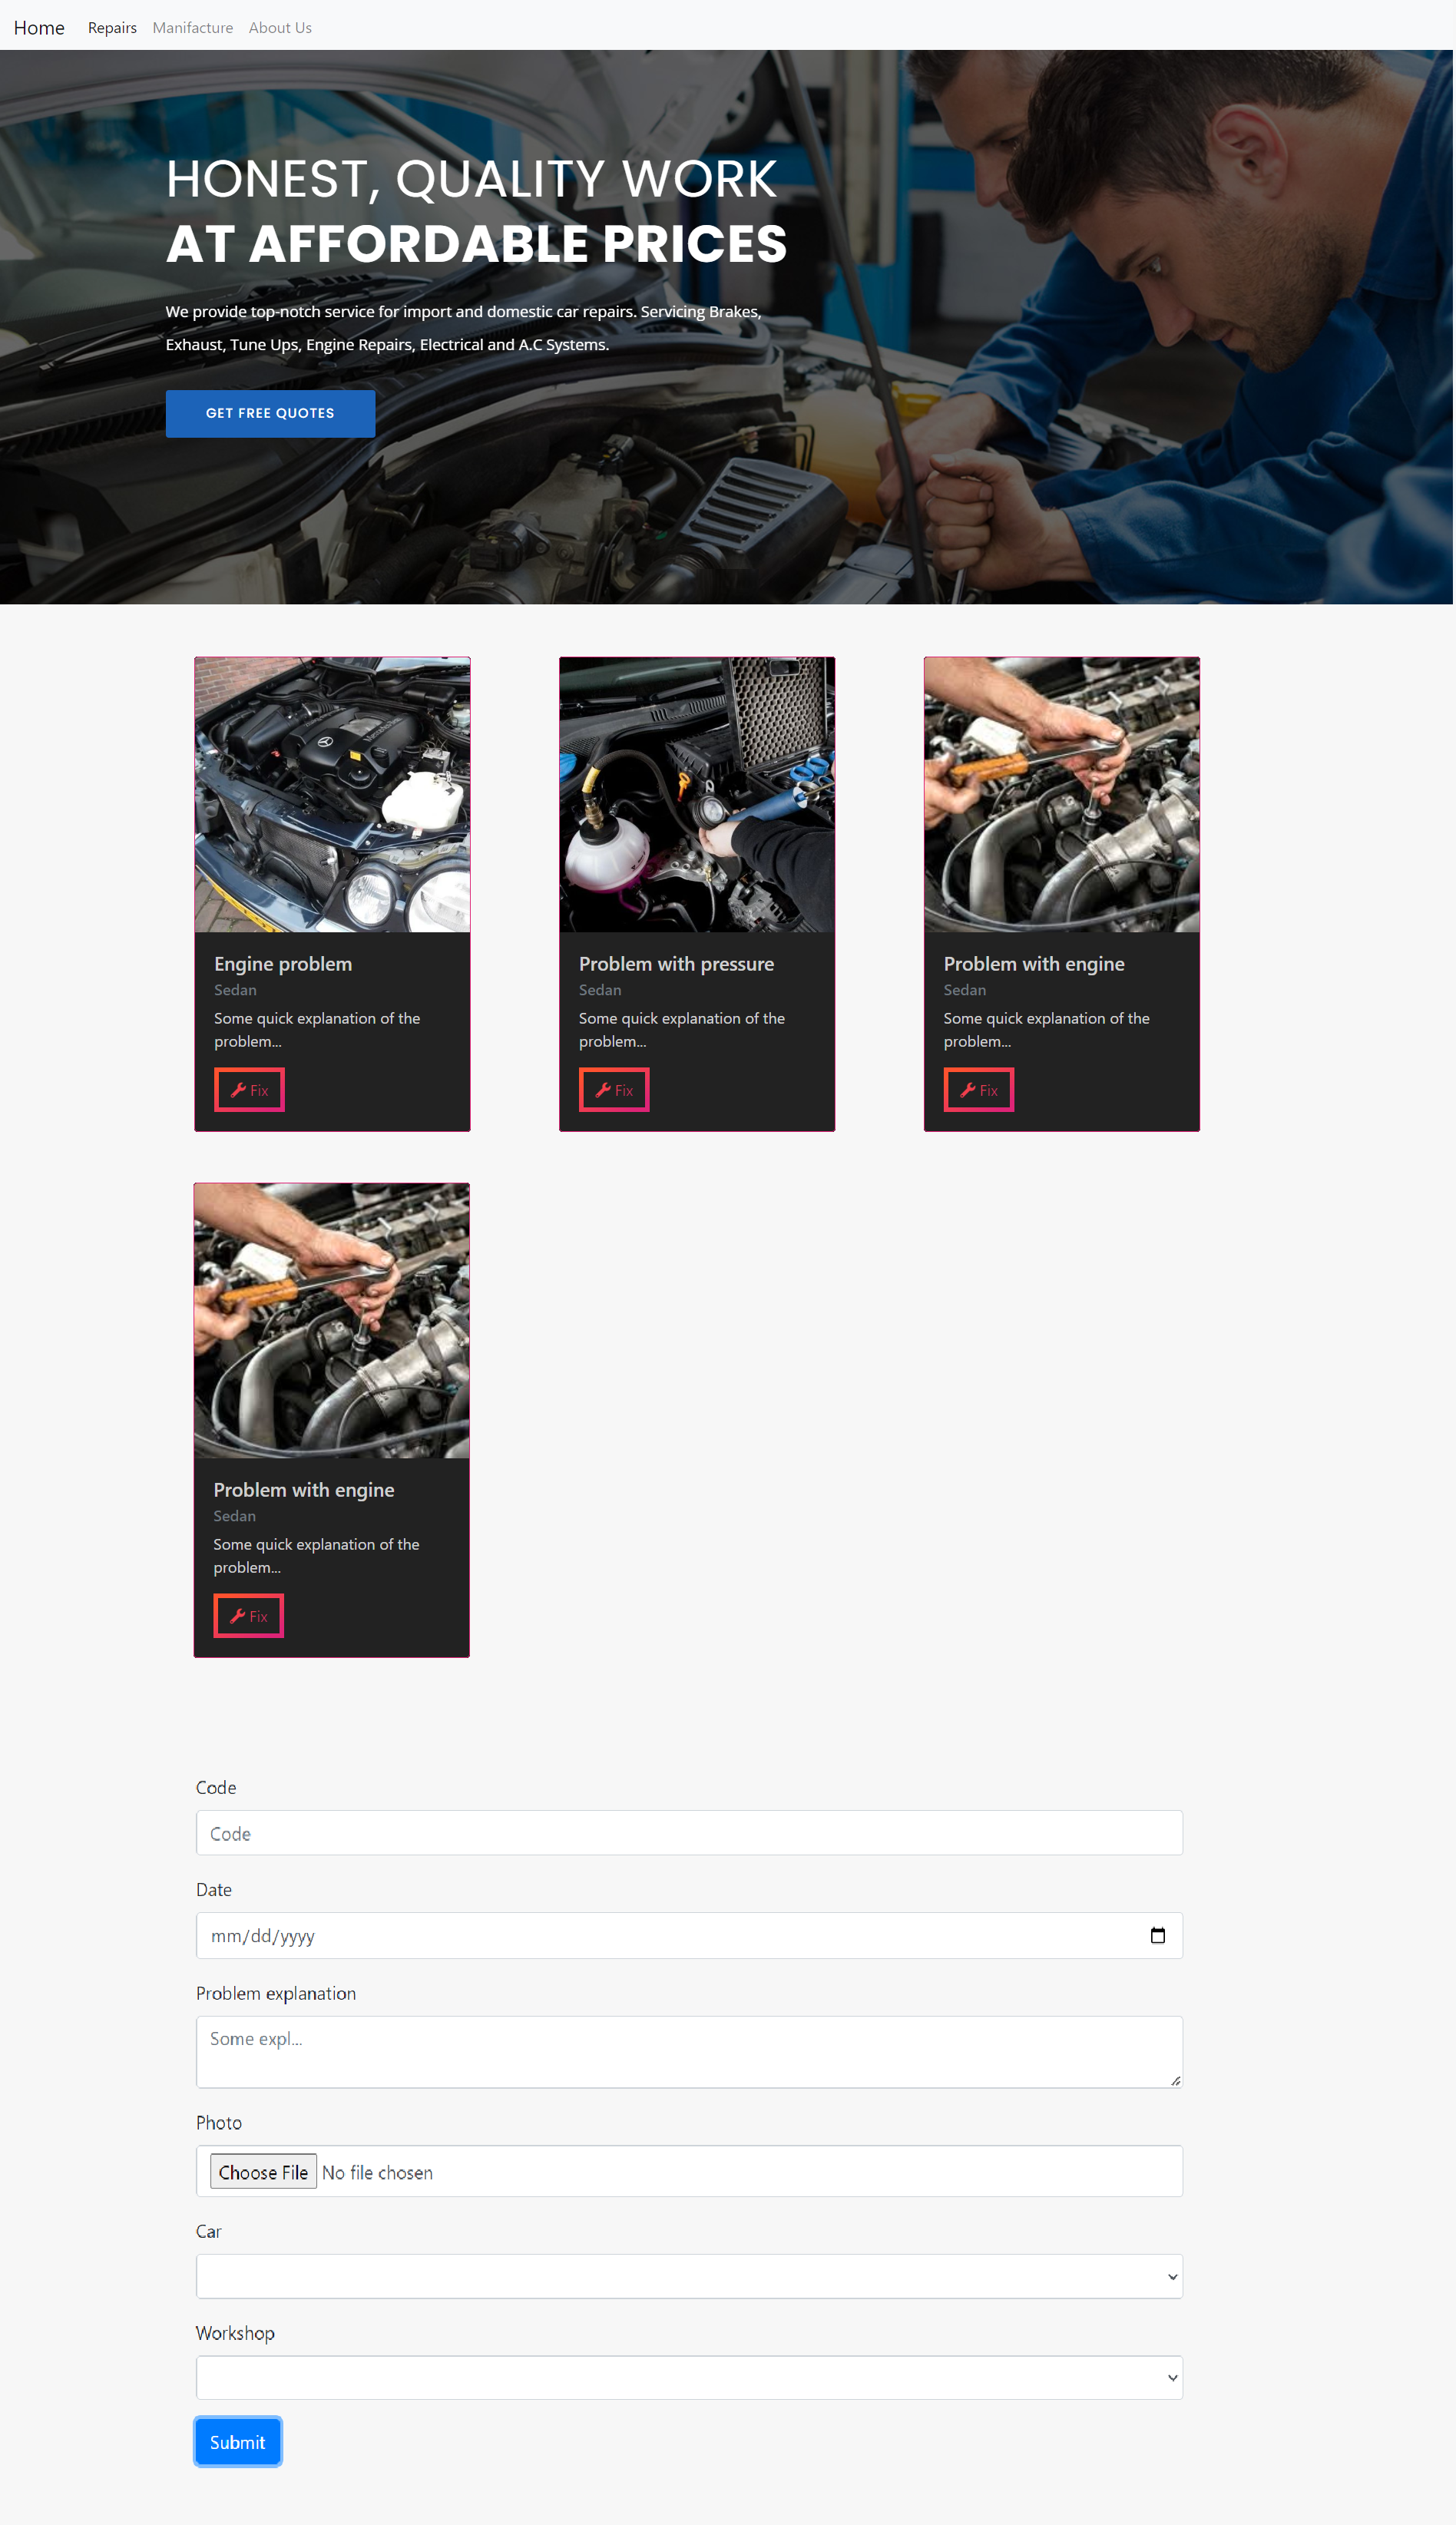 Home Repairs Manifacture About Us
HONEST, QUALITY WORK
AT AFFORDABLE PRICES
We provide top-notch service for import and domestic car repairs. Servicing Brakes,
Exhaust, Tune Ups, Engine Repairs, Electrical and A.C Systems.
GET FREE QUOTES
Engine problem
Sedan
Some quick explanation of the
problem...
Fix
Problem with pressure
Sedan
Some quick explanation of the
problem...
Fix
Problem with engine
Sedan
Some quick explanation of the
problem...
Fix
Problem with engine
Sedan
Some quick explanation of the
problem...
Fix
Code
Code
Date
mm/dd/yyyy
Problem explanation
Some expl...
Photo
Choose File No file chosen
Car
Workshop
Submit